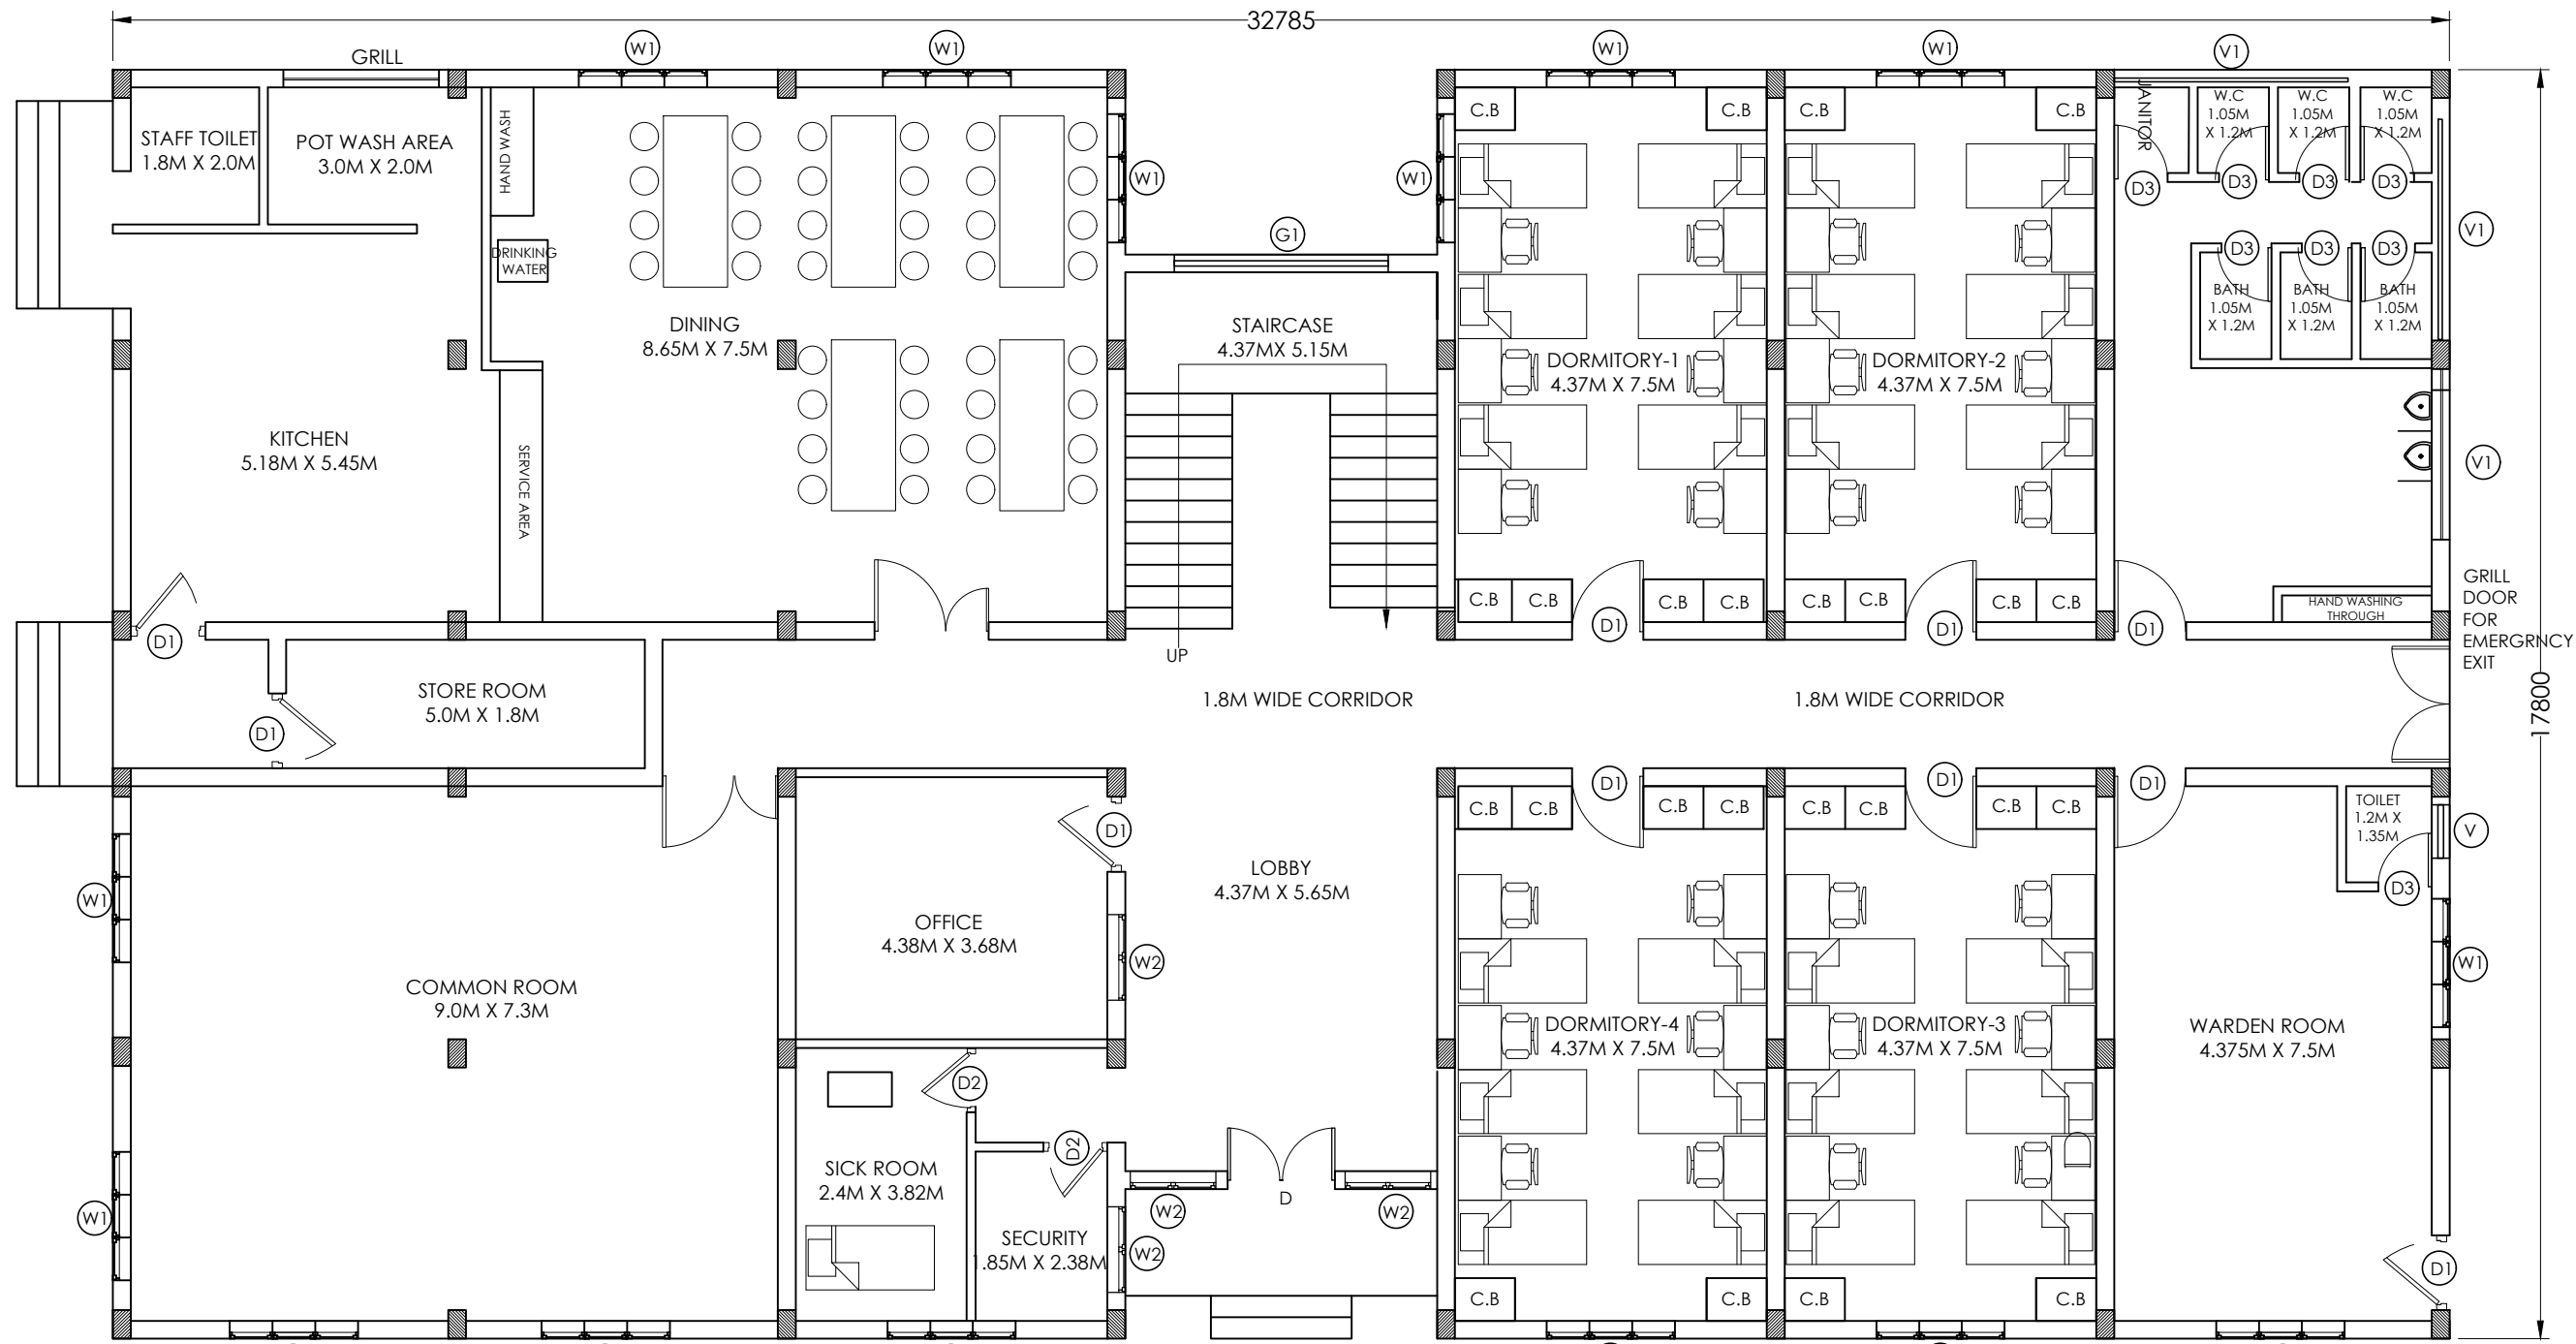 32785
GRILL
W1
W1
W1
W1
V1
STAFF TOILET
1.8M X 2.0M
POT WASH AREA
3.0M X 2.0M
HAND WASH
DRINKING
WATER
W1
W1
G1
C.B
C.B
C.B
C.B
JANITOR
W.C
1.05M
X 1.2M
W.C
1.05M
X 1.2M
W.C
1.05M
X 1.2M
D3
D3
D3
D3
D3
D3
D3
V1
BATH
1.05M
X 1.2M
BATH
1.05M
X 1.2M
BATH
1.05M
X 1.2M
DINING
8.65M X 7.5M
STAIRCASE
4.37MX 5.15M
DORMITORY-1
4.37M X 7.5M
DORMITORY-2
4.37M X 7.5M
KITCHEN
5.18M X 5.45M
SERVICE AREA
V1
C.B
C.B
C.B
C.B
C.B
C.B
C.B
C.B
HAND WASHING
THROUGH
GRILL
DOOR
FOR
EMERGRNCY
EXIT
D1
D1
D1
D1
UP
STORE ROOM
5.0M X 1.8M
D1
1.8M WIDE CORRIDOR
1.8M WIDE CORRIDOR
17800
D1
D1
D1
C.B
C.B
C.B
C.B
C.B
C.B
C.B
C.B
TOILET
1.2M X
1.35M
V
D1
LOBBY
4.37M X 5.65M
D3
W1
OFFICE
4.38M X 3.68M
W2
W1
COMMON ROOM
9.0M X 7.3M
DORMITORY-4
4.37M X 7.5M
DORMITORY-3
4.37M X 7.5M
WARDEN ROOM
4.375M X 7.5M
D2
D2
SICK ROOM
2.4M X 3.82M
D
W1
W2
W2
SECURITY
1.85M X 2.38M
W2
D1
C.B
C.B
C.B
C.B